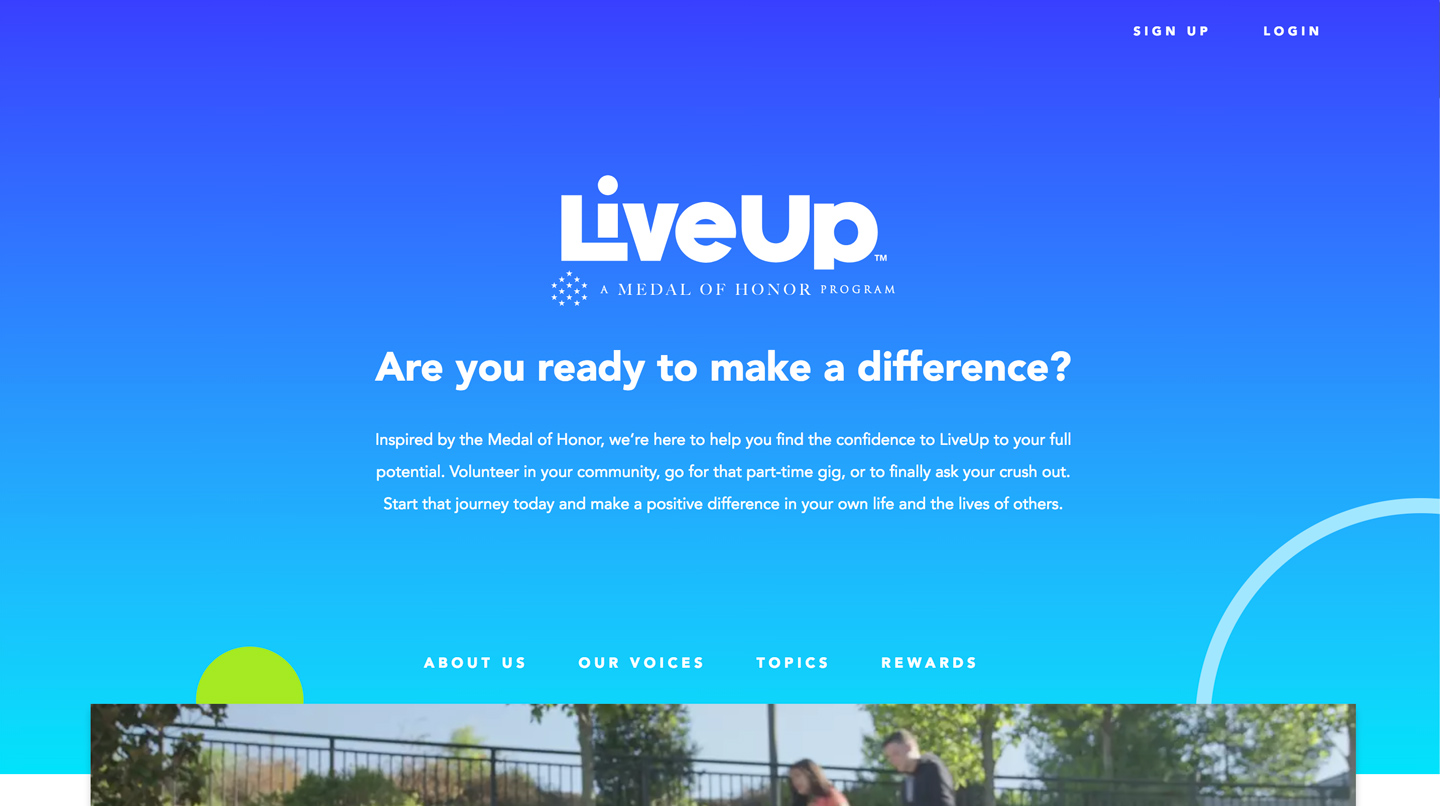 SIGN UP LOGIN
LiveUp™
A MEDAL OF HONOR PROGRAM
Are you ready to make a difference?
Inspired by the Medal of Honor, we’re here to help you find the confidence to LiveUp to your full
potential. Volunteer in your community, go for that part-time gig, or to finally ask your crush out.
Start that journey today and make a positive difference in your own life and the lives of others.
ABOUT US OUR VOICES TOPICS REWARDS